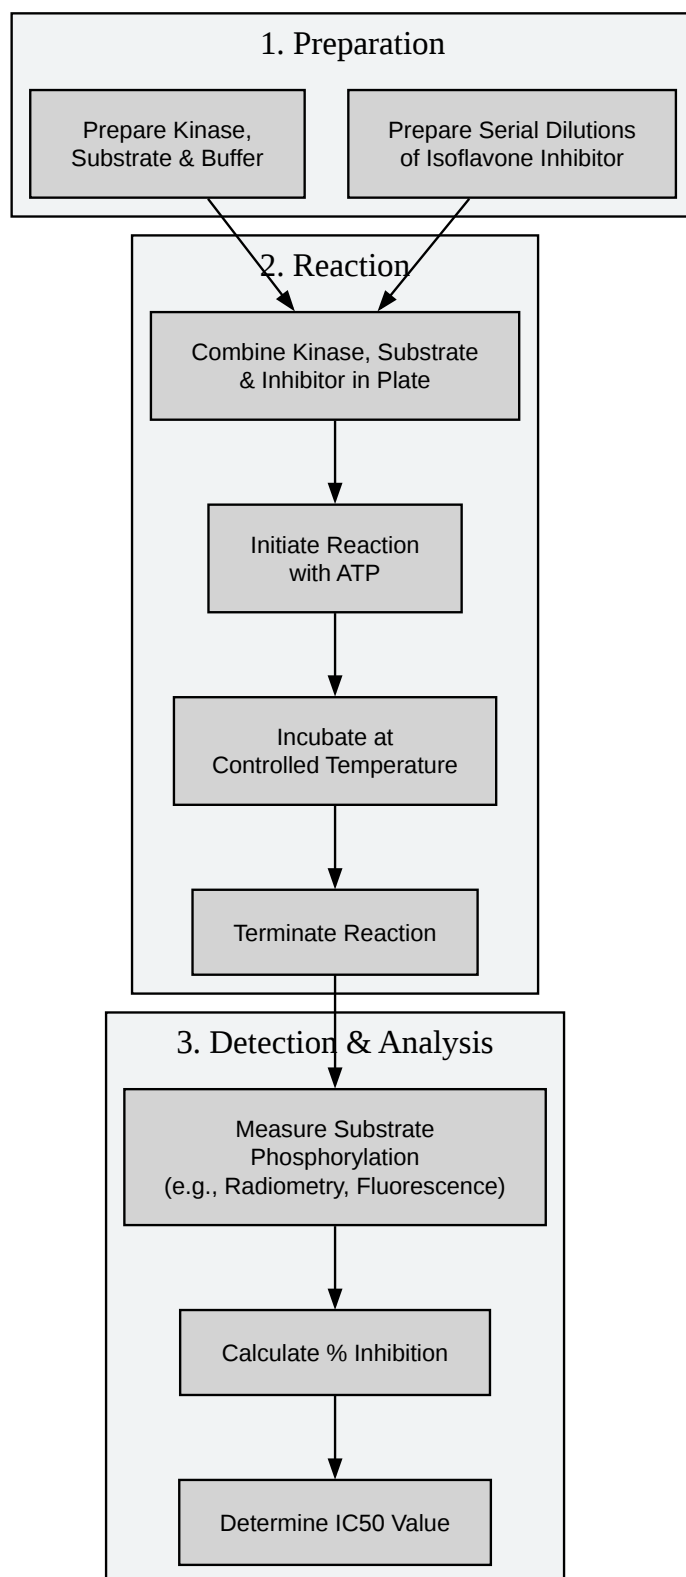 1. Preparation
Prepare Kinase,
Substrate & Buffer
Prepare Serial Dilutions
of Isoflavone Inhibitor
2. Reaction
Combine Kinase, Substrate
& Inhibitor in Plate
Initiate Reaction
with ATP
Incubate at
Controlled Temperature
Terminate Reaction
3. Detection & Analysis
Measure Substrate
Phosphorylation
(e.g., Radiometry, Fluorescence)
Calculate % Inhibition
Determine IC50 Value